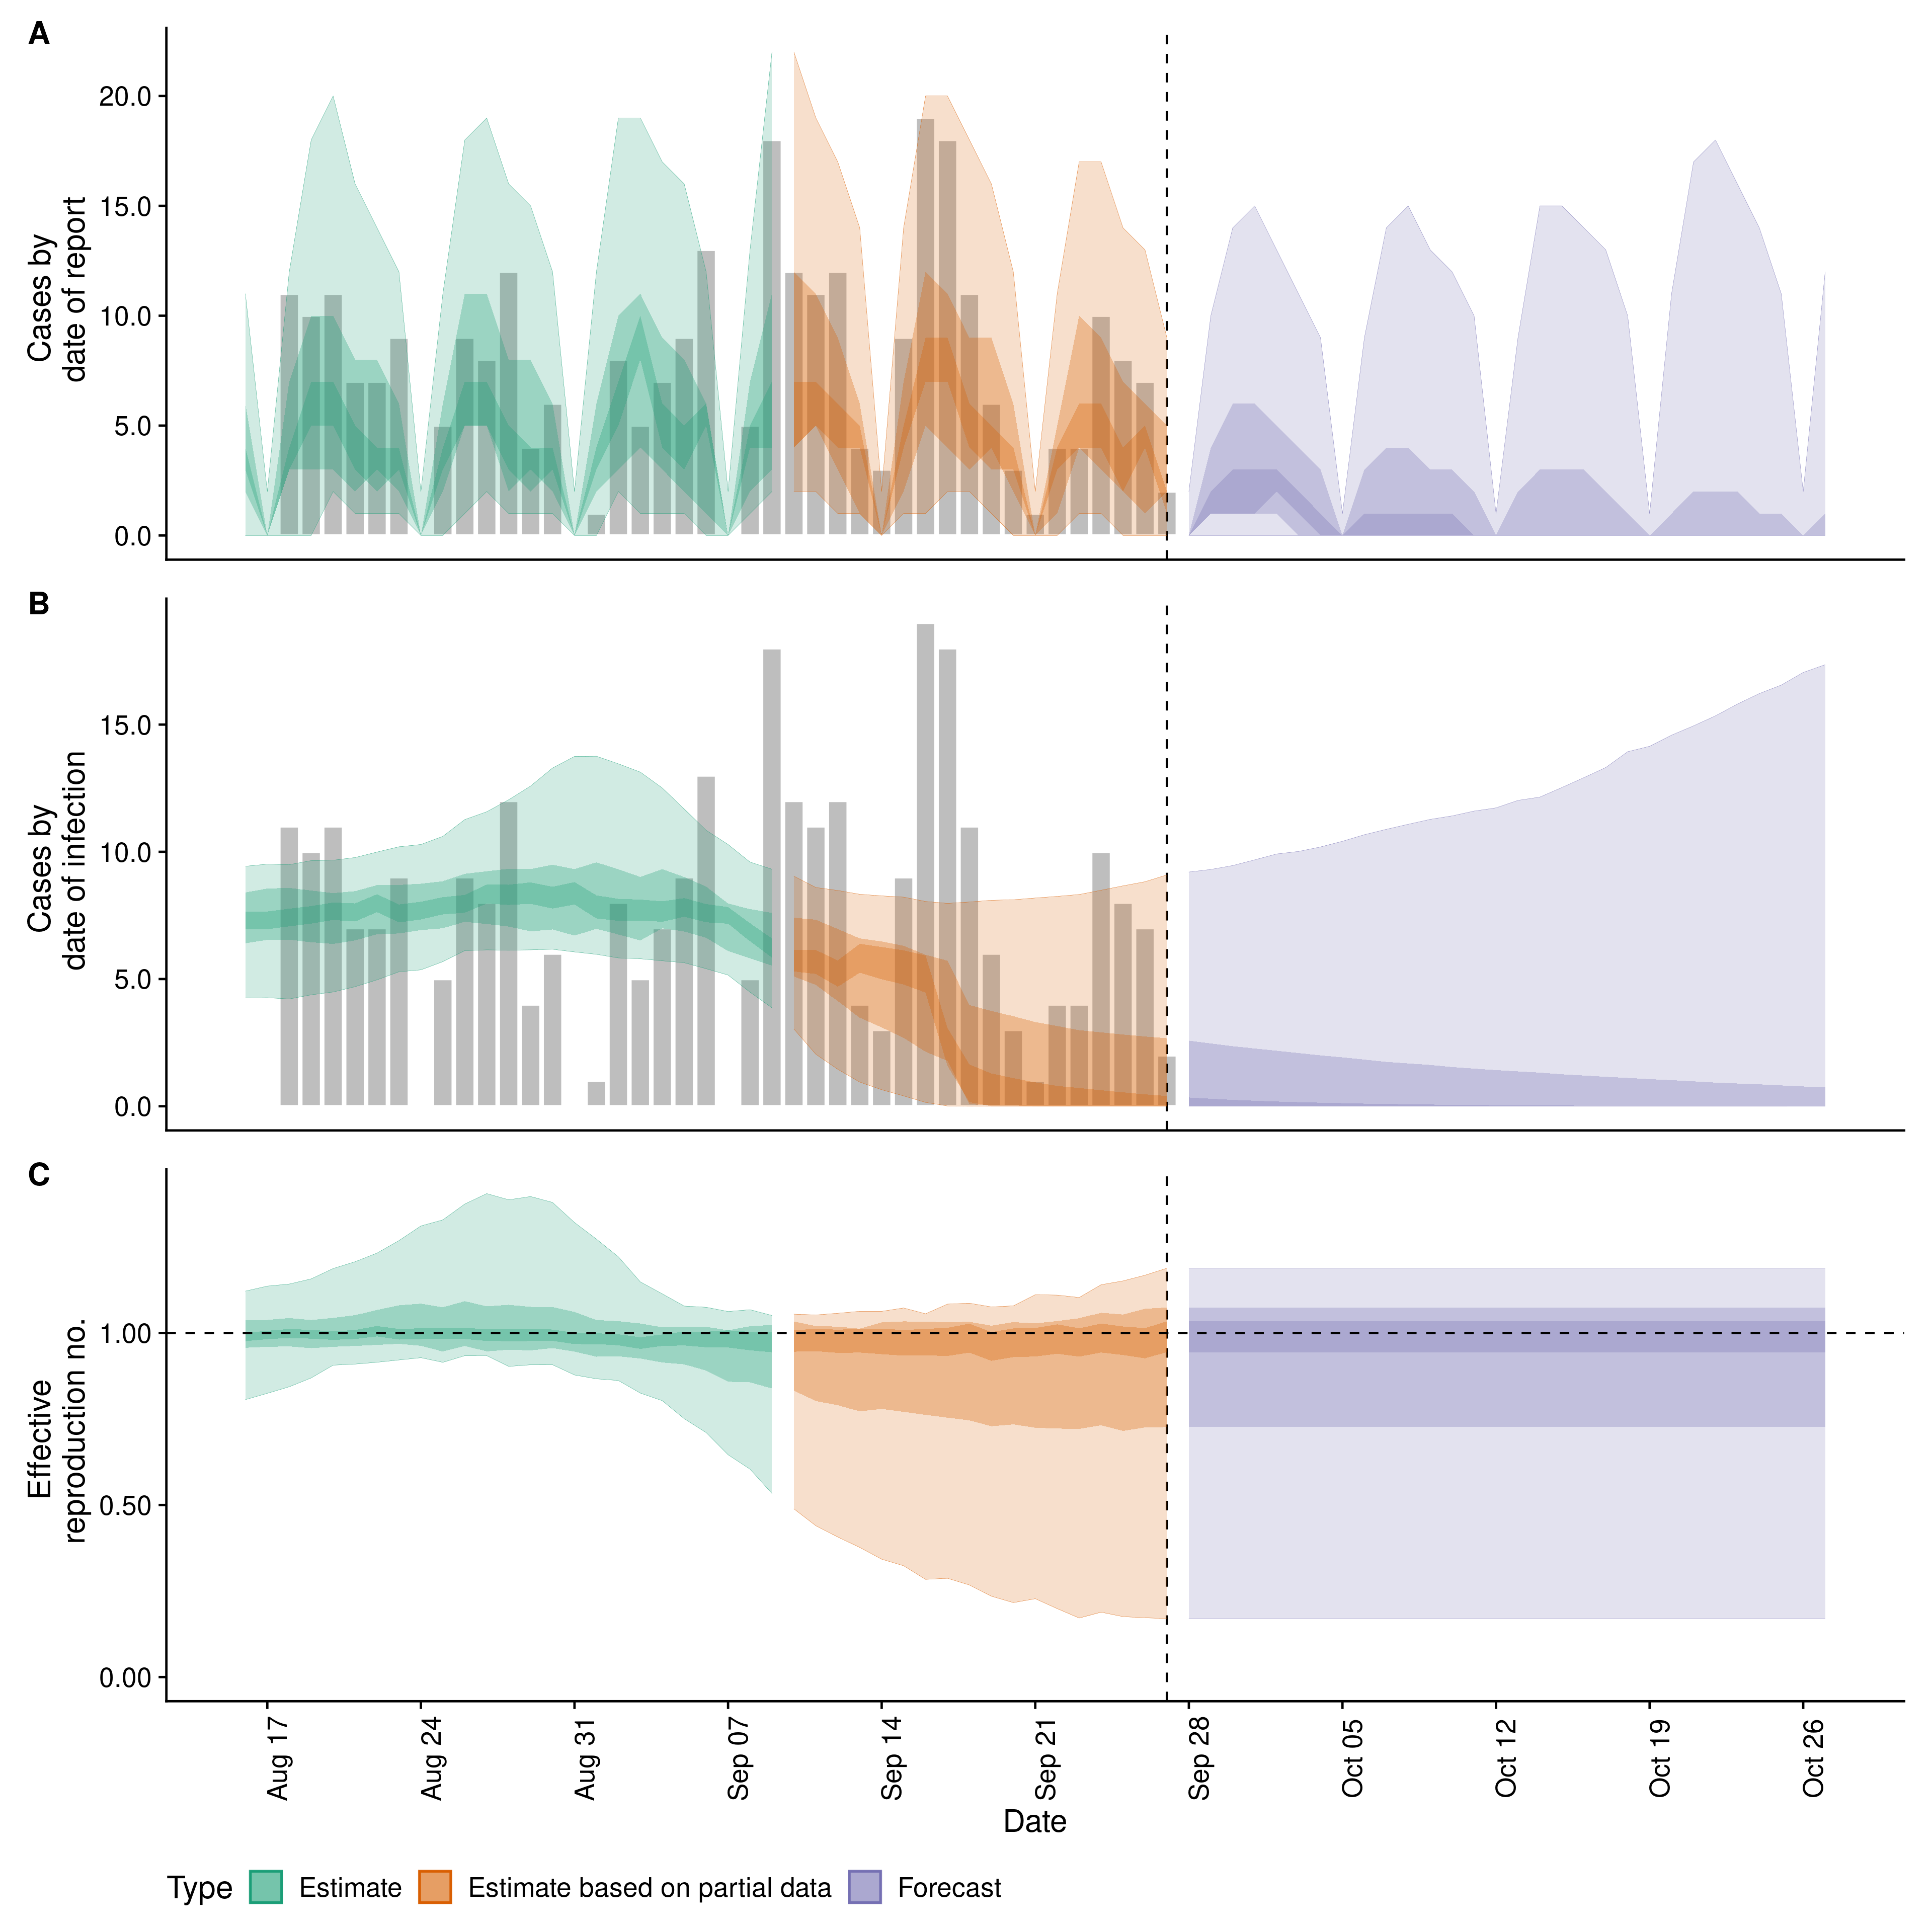 A
20.0
15.0
10.0
5.0
0.0
Cases by
date of report
B
15.0
10.0
5.0
0.0
Cases by
date of infection
C
1.00
0.50
0.00
Effective
reproduction no.
Aug 17
Aug 24
Aug 31
Sep 07
Sep 14
Sep 21
Sep 28
Oct 05
Oct 12
Oct 19
Oct 26
Date
Type
Estimate
Estimate based on partial data
Forecast